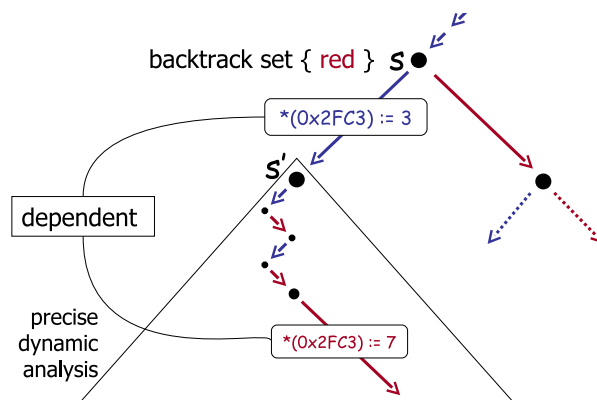 backtrack set { red } s
*(0x2FC3) := 3
s'
dependent
precise
dynamic
analysis
*(0x2FC3) := 7